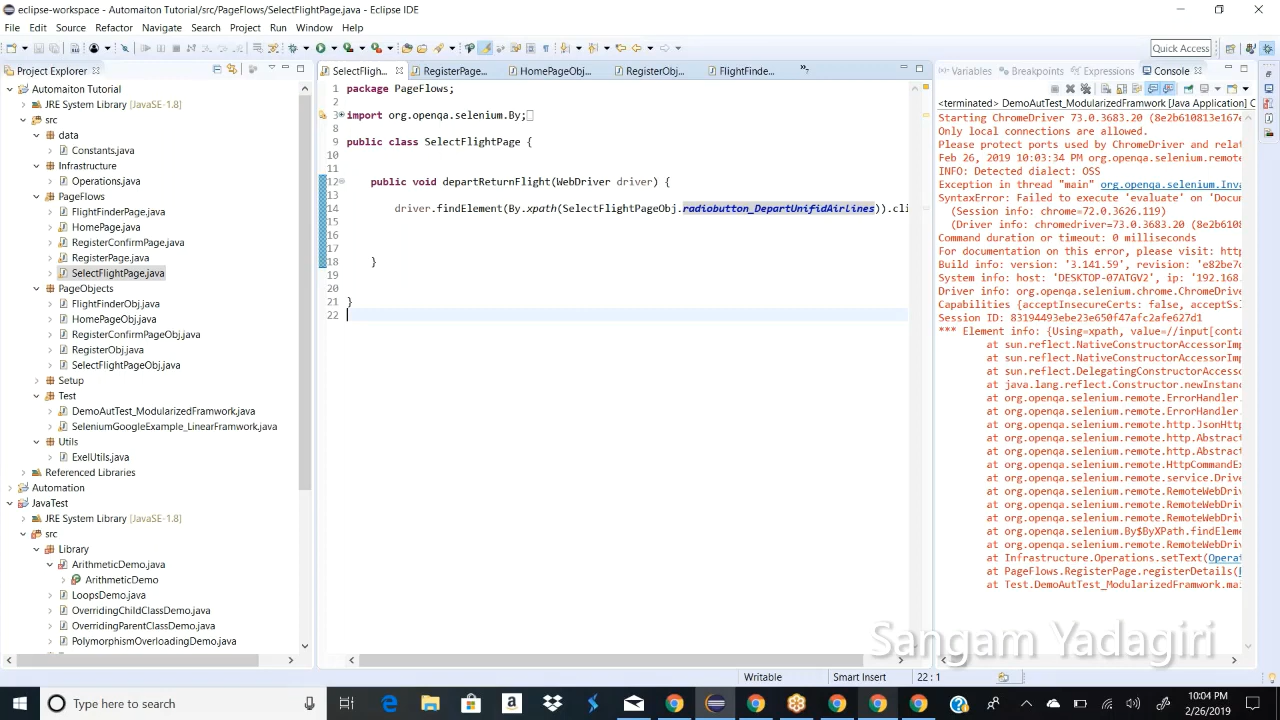 eclipse-workspace - Automaiton Tutorial/src/PageFlows/SelectFlightPage.java - Eclipse IDE
File Edit Source Refactor Navigate Search Project Run Window Help
Quick Access
Project Explorer
Automaiton Tutorial
JRE System Library [JavaSE-1.8]
src
data
Constants.java
Infrastructure
Operations.java
PageFlows
FlightFinderPage.java
HomePage.java
RegisterConfirmPage.java
RegisterPage.java
SelectFlightPage.java
PageObjects
FlightFinderObj.java
HomePageObj.java
RegisterConfirmPageObj.java
RegisterObj.java
SelectFlightPageObj.java
Setup
Test
DemoAutTest_ModularizedFramwork.java
SeleniumGoogleExample_LinearFramwork.java
Utils
ExelUtils.java
Referenced Libraries
Automation
JavaTest
JRE System Library [JavaSE-1.8]
src
Library
ArithmeticDemo.java
ArithmeticDemo
LoopsDemo.java
OverridingChildClassDemo.java
OverridingParentClassDemo.java
PolymorphismOverloadingDemo.java
SelectFligh... RegisterPage... HomePageObj... RegisterObj... FlightFinde...
1 package PageFlows;
2
3 import org.openqa.selenium.By;
8
9 public class SelectFlightPage {
10
11
12 public void departReturnFlight(WebDriver driver) {
13
14 driver.findElement(By.xpath(SelectFlightPageObj.radiobutton_DepartUnifidAirLines)).cli
15
16
17
18 }
19
20
21 }
22
Variables Breakpoints Expressions Console
<terminated> DemoAutTest_ModularizedFramwork [Java Application] C
Starting ChromeDriver 73.0.3683.20 (8e2b610813e167e
Only local connections are allowed.
Please protect ports used by ChromeDriver and relat
Feb 26, 2019 10:03:34 PM org.openqa.selenium.remote
INFO: Detected dialect: OSS
Exception in thread "main" org.openqa.selenium.Inva
SyntaxError: Failed to execute 'evaluate' on 'Docum
(Session info: chrome=72.0.3626.119)
(Driver info: chromedriver=73.0.3683.20 (8e2b6108
Command duration or timeout: 0 milliseconds
For documentation on this error, please visit: http
Build info: version: '3.141.59', revision: 'e82be7d
System info: host: 'DESKTOP-07ATGV2', ip: '192.168.
Driver info: org.openqa.selenium.chrome.ChromeDrive
Capabilities {acceptInsecureCerts: false, acceptSsl
Session ID: 83194493ebe23e650f47afc2afe627d1
*** Element info: {Using=xpath, value=//input[conta
at sun.reflect.NativeConstructorAccessorImp
at sun.reflect.NativeConstructorAccessorImp
at sun.reflect.DelegatingConstructorAccesso
at java.lang.reflect.Constructor.newInstanc
at org.openqa.selenium.remote.ErrorHandler.
at org.openqa.selenium.remote.ErrorHandler.
at org.openqa.selenium.remote.http.JsonHttp
at org.openqa.selenium.remote.http.Abstract
at org.openqa.selenium.remote.http.Abstract
at org.openqa.selenium.remote.HttpCommandEx
at org.openqa.selenium.remote.service.Drive
at org.openqa.selenium.remote.RemoteWebDriv
at org.openqa.selenium.remote.RemoteWebDriv
at org.openqa.selenium.remote.RemoteWebDriv
at org.openqa.selenium.By$ByXPath.findEleme
at org.openqa.selenium.remote.RemoteWebDriv
at Infrastructure.Operations.setText(Operat
at PageFlows.RegisterPage.registerDetails(
at Test.DemoAutTest_ModularizedFramwork.mai
Sangam Yadagiri
Writable Smart Insert 22 : 1
Type here to search
10:04 PM
2/26/2019